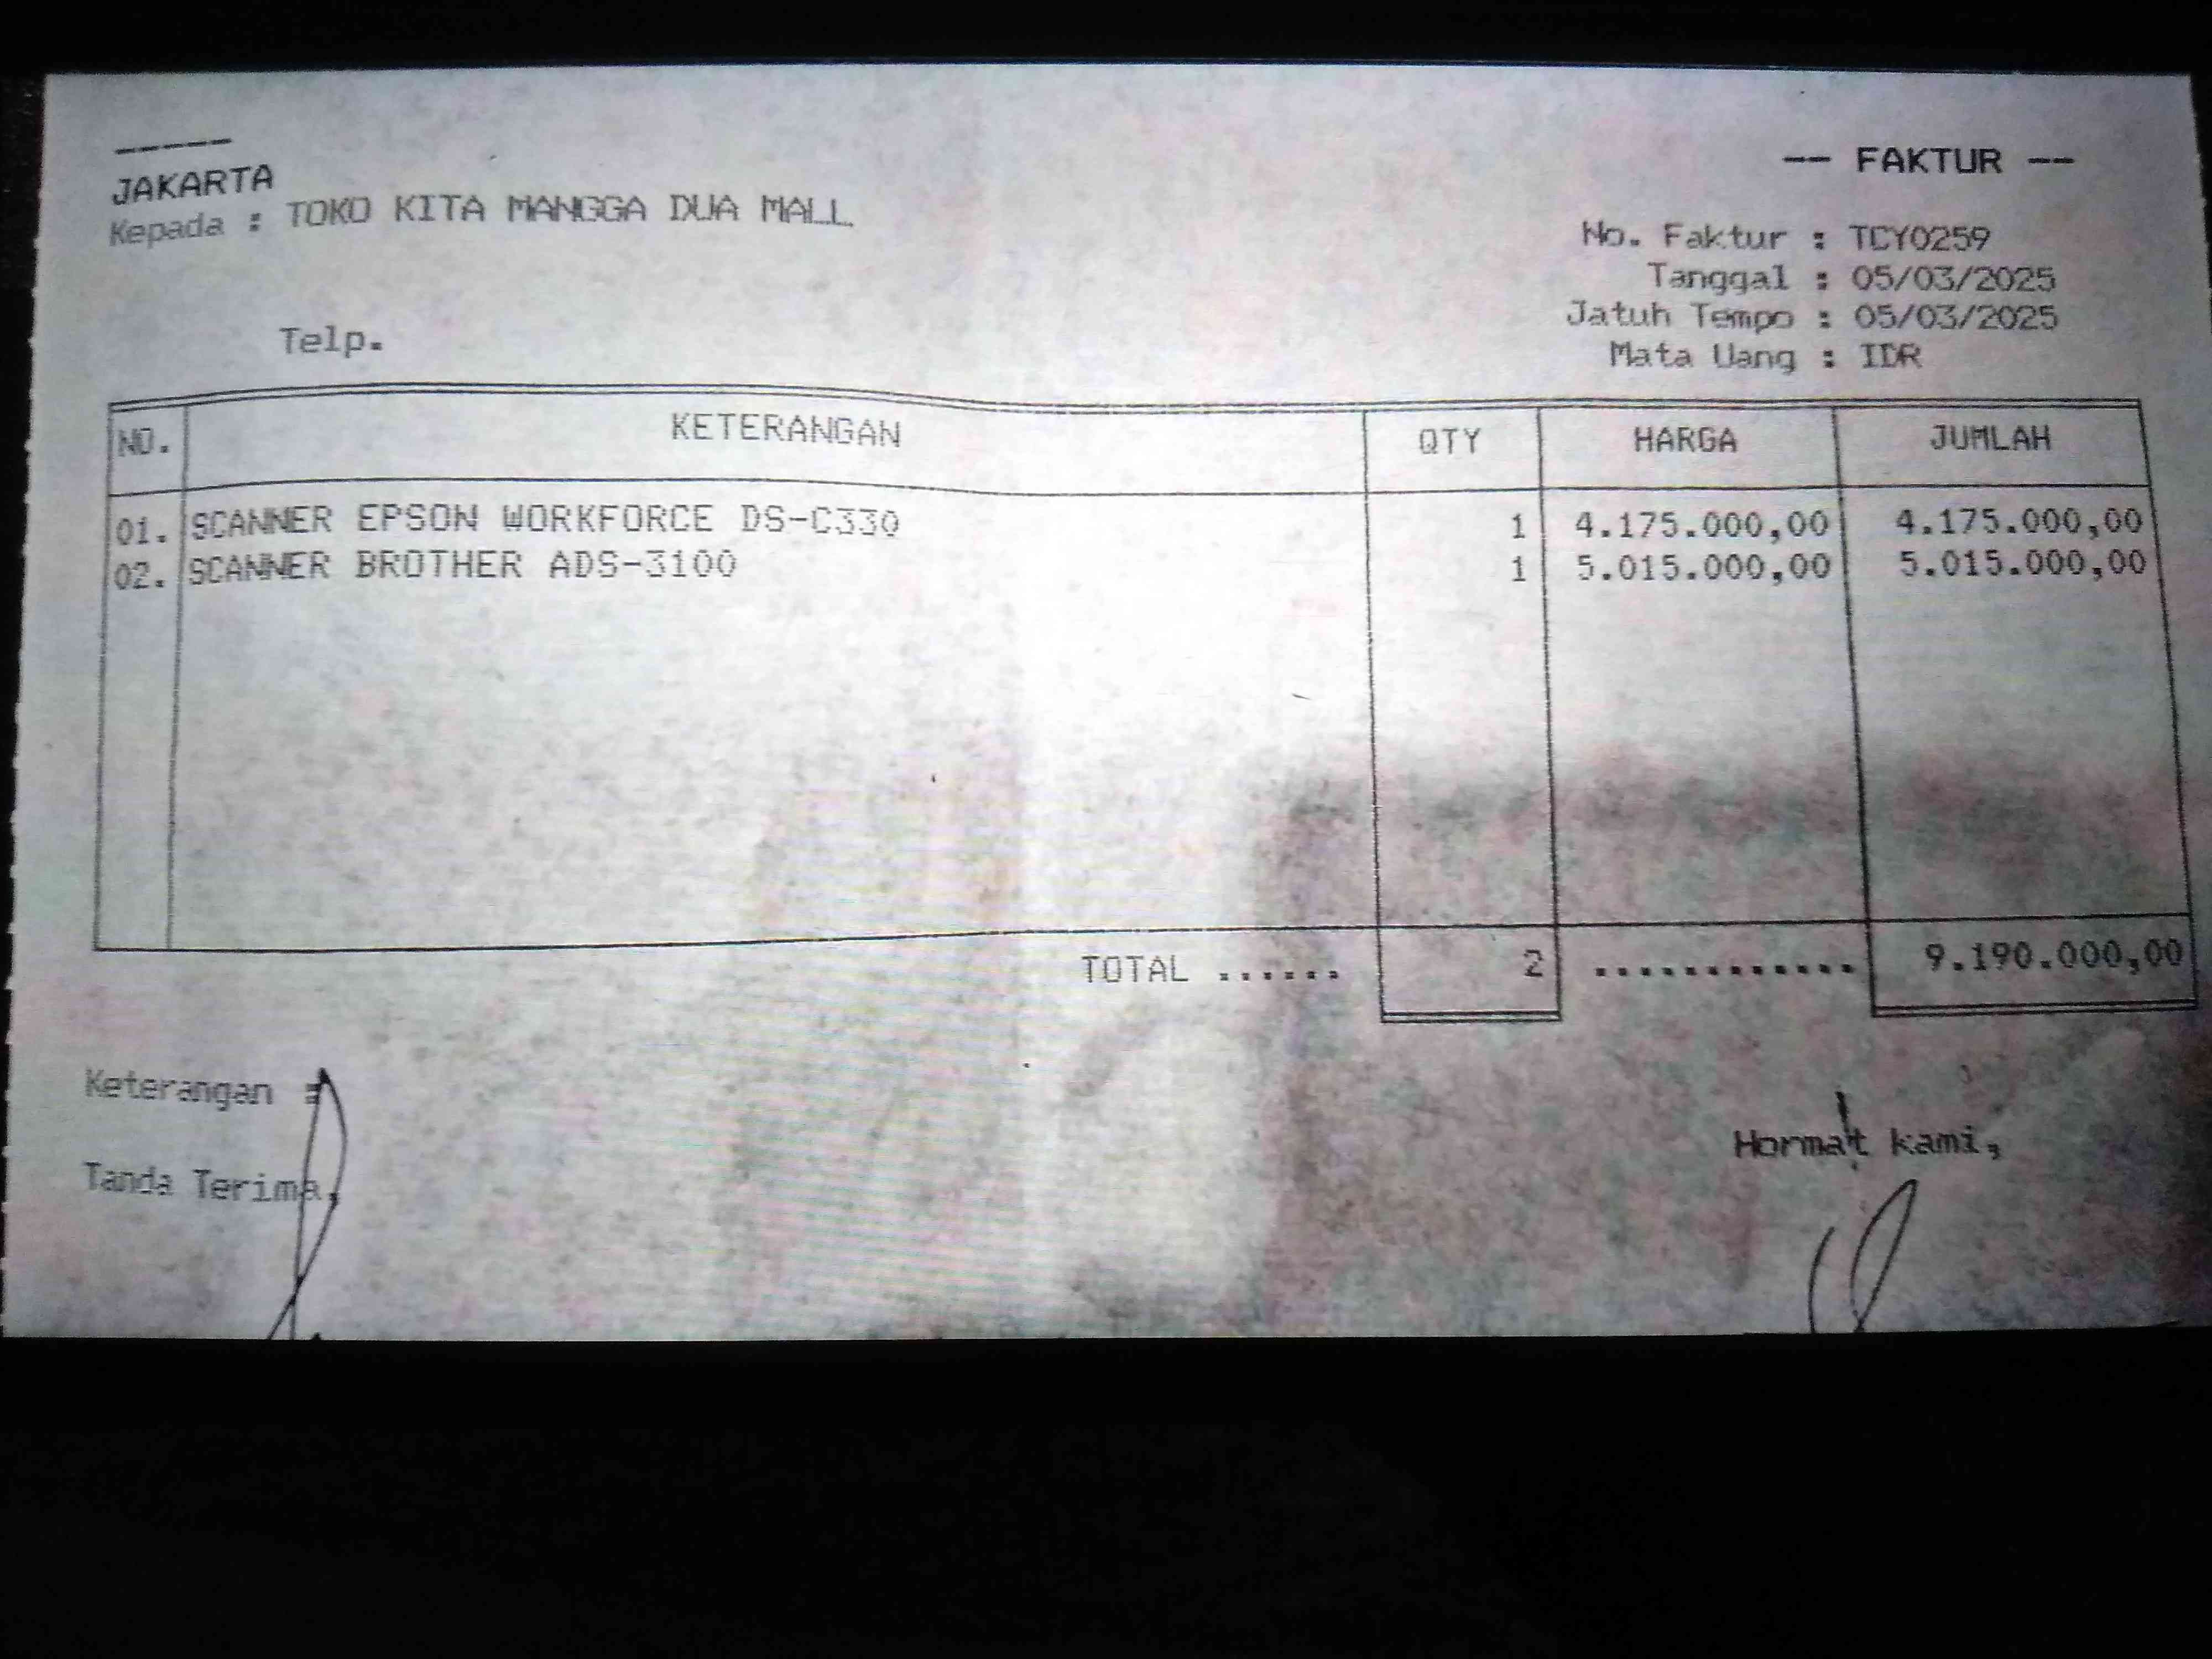 -----
JAKARTA
Kepada : TOKO KITA MANGGA DUA MALL
Telp.
-- FAKTUR --
No. Faktur : TCY0259
Tanggal : 05/03/2025
Jatuh Tempo : 05/03/2025
Mata Uang : IDR
NO. KETERANGAN QTY HARGA JUMLAH
01. SCANNER EPSON WORKFORCE DS-C330 1 4.175.000,00 4.175.000,00
02. SCANNER BROTHER ADS-3100 1 5.015.000,00 5.015.000,00
TOTAL ...... 2 ............ 9.190.000,00
Keterangan :
Tanda Terima,
Hormat kami,